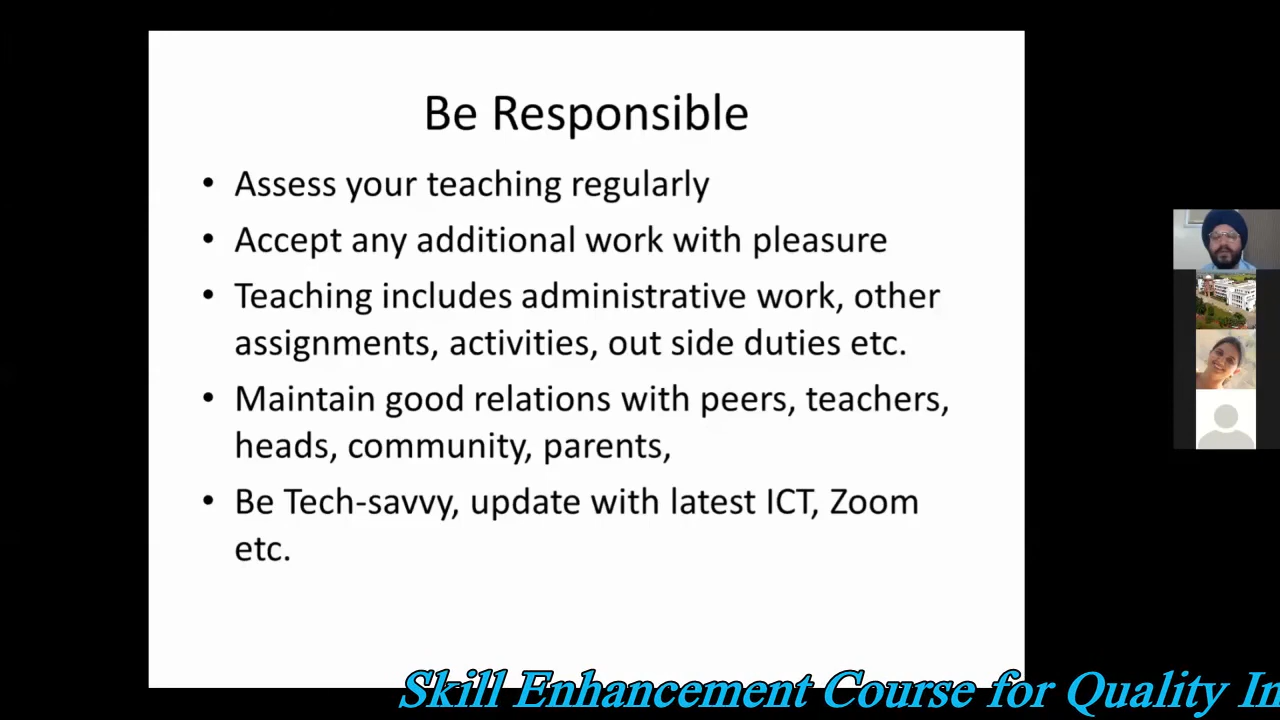 Be Responsible
• Assess your teaching regularly
• Accept any additional work with pleasure
• Teaching includes administrative work, other
assignments, activities, out side duties etc.
• Maintain good relations with peers, teachers,
heads, community, parents,
• Be Tech-savvy, update with latest ICT, Zoom
etc.
Skill Enhancement Course for Quality In